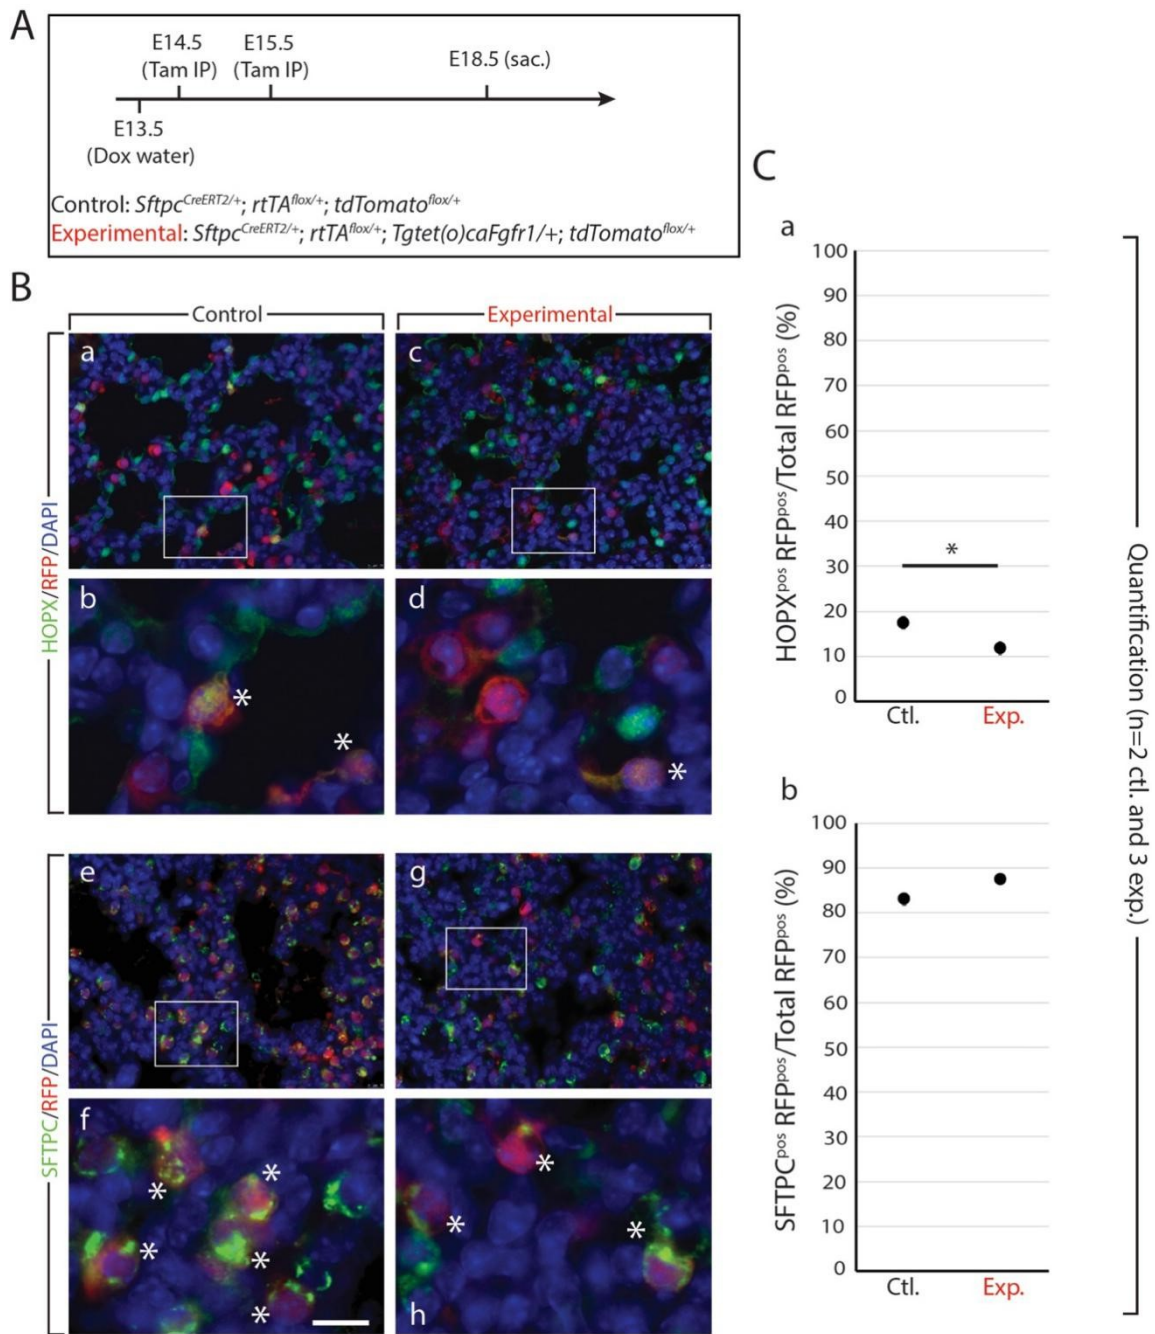 A
E14.5
(Tam IP)
E15.5
(Tam IP)
E18.5 (sac.)
E13.5
(Dox water)
Control: Sftpc^CreERT2/+; rtTA^flox/+; tdTomato^flox/+
Experimental: Sftpc^CreERT2/+; rtTA^flox/+; Tgtet(o)caFgfr1/+; tdTomato^flox/+
B
Control
Experimental
HOPX/RFP/DAPI
a
c
b
*
*
d
*
SFTPC/RFP/DAPI
e
g
f
*
*
*
*
*
h
*
*
*
C
a
HOPX^pos RFP^pos/Total RFP^pos (%)
100
90
80
70
60
50
40
30
20
10
0
*
Ctl.
Exp.
b
SFTPC^pos RFP^pos/Total RFP^pos (%)
100
90
80
70
60
50
40
30
20
10
0
Ctl.
Exp.
Quantification (n=2 ctl. and 3 exp.)